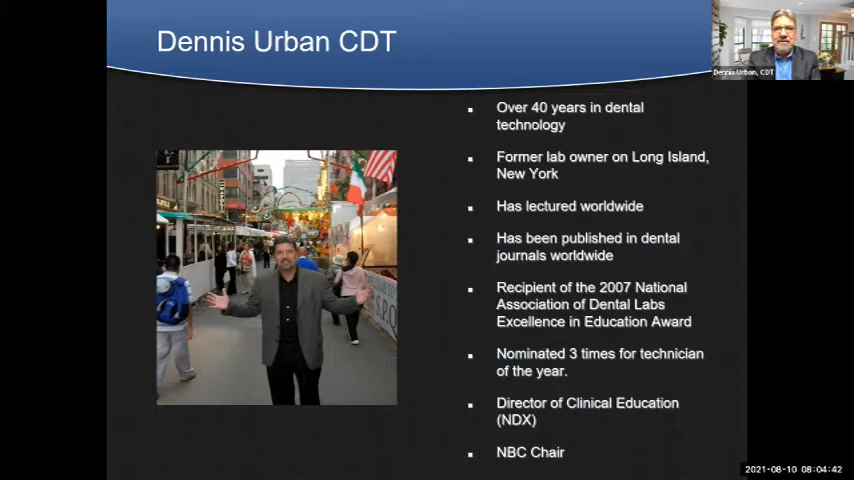 Dennis Urban CDT
Dennis Urban, CDT
▪ Over 40 years in dental
technology
▪ Former lab owner on Long Island,
New York
▪ Has lectured worldwide
▪ Has been published in dental
journals worldwide
▪ Recipient of the 2007 National
Association of Dental Labs
Excellence in Education Award
▪ Nominated 3 times for technician
of the year.
▪ Director of Clinical Education
(NDX)
▪ NBC Chair
S.P.Q
2021-08-10 08:04:42